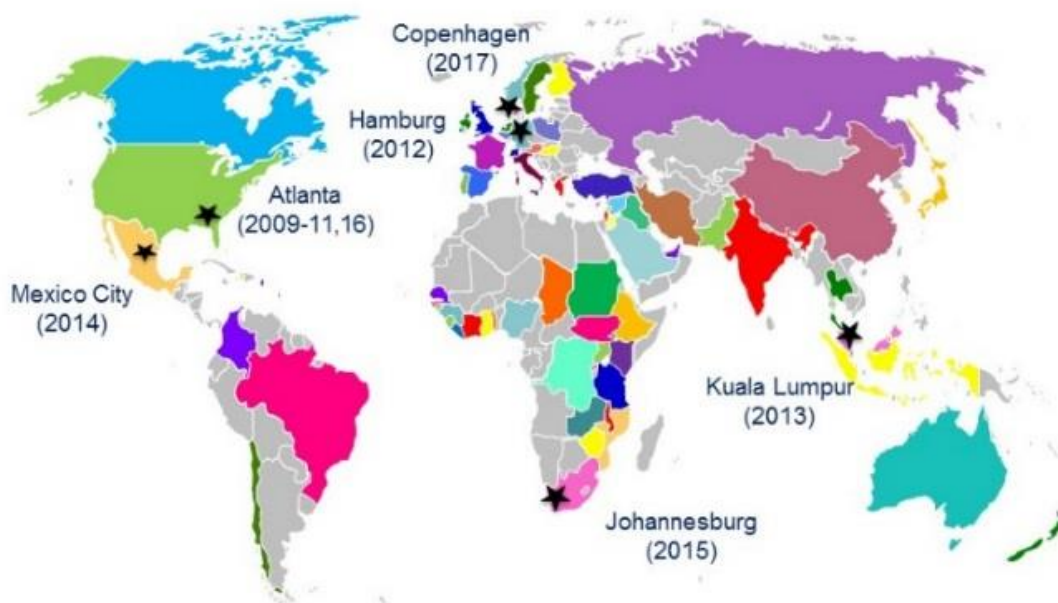 Copenhagen
(2017)
Hamburg
(2012)
Atlanta
(2009-11,16)
Mexico City
(2014)
Kuala Lumpur
(2013)
Johannesburg
(2015)